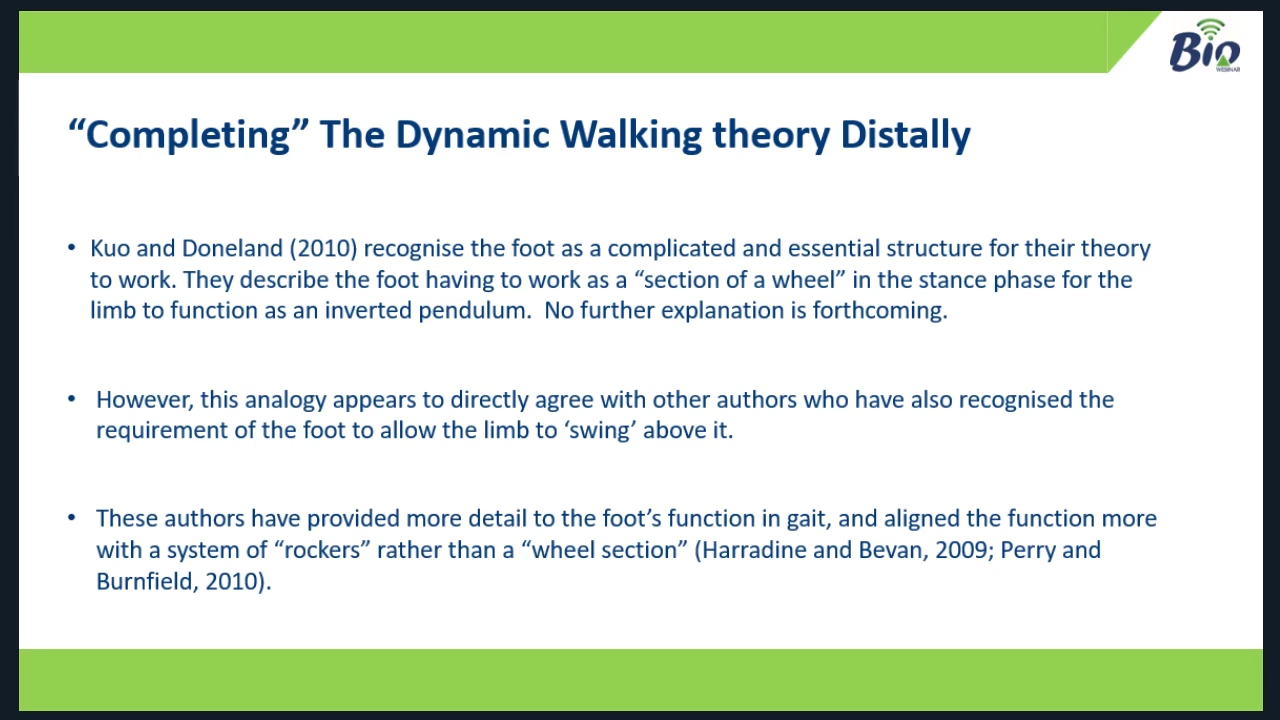 Bio
WEBINAR
“Completing” The Dynamic Walking theory Distally
• Kuo and Doneland (2010) recognise the foot as a complicated and essential structure for their theory
to work. They describe the foot having to work as a “section of a wheel” in the stance phase for the
limb to function as an inverted pendulum.  No further explanation is forthcoming.
• However, this analogy appears to directly agree with other authors who have also recognised the
requirement of the foot to allow the limb to ‘swing’ above it.
• These authors have provided more detail to the foot’s function in gait, and aligned the function more
with a system of “rockers” rather than a “wheel section” (Harradine and Bevan, 2009; Perry and
Burnfield, 2010).